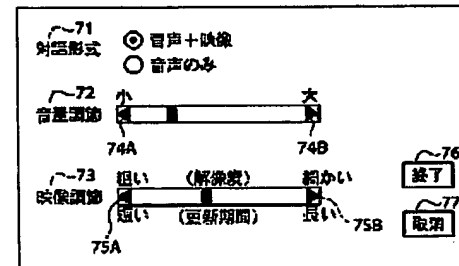 71
対話形式 音声+映像
音声のみ
72 小 大
音量調節
74A 74B
73 粗い (解像度) 細かい 76
映像調節 終了
短い (更新期間) 長い 77
75A 75B 取消